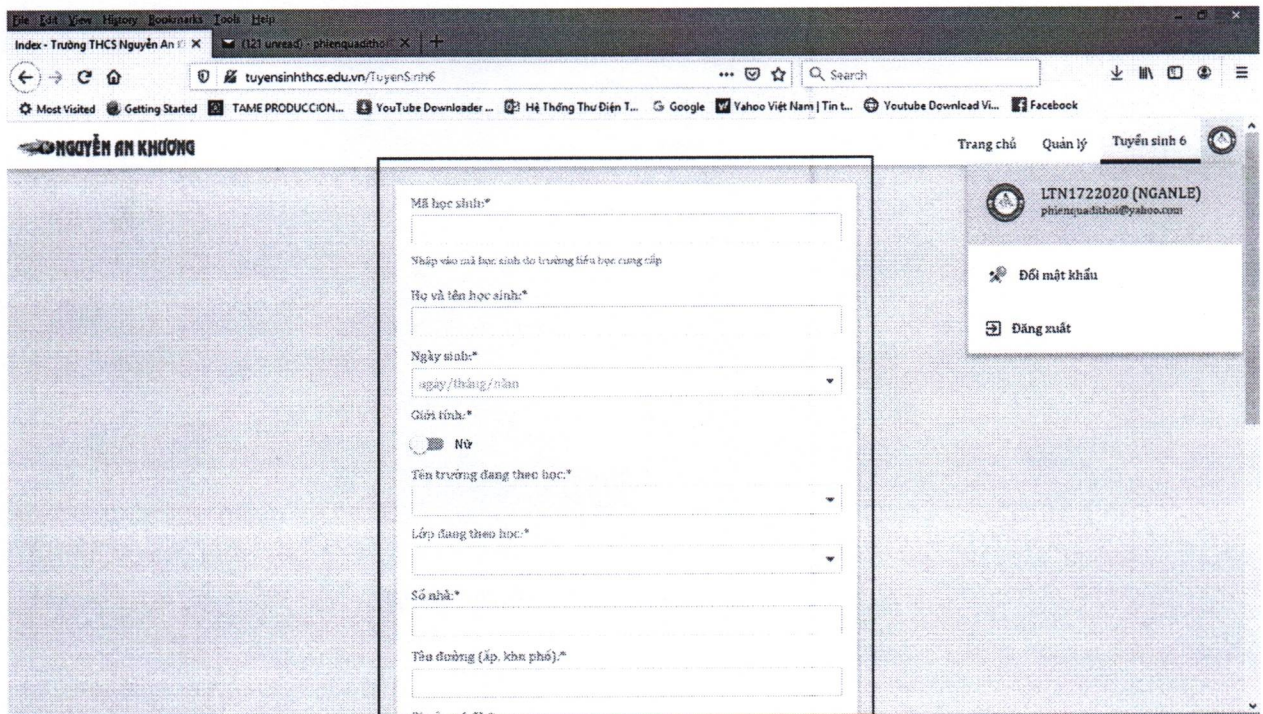 File Edit View History Bookmarks Tools Help
Index - Trường THCS Nguyễn An K
(121 unread) - phienquadithoi
tuyensinhthcs.edu.vn/TuyenSinh6
Search
Most Visited Getting Started TAME PRODUCCION... YouTube Downloader ... Hệ Thống Thư Điện T... Google Yahoo Việt Nam | Tin t... Youtube Download Vi... Facebook
NGUYỄN AN KHƯƠNG
Trang chủ Quản lý Tuyển sinh 6
LTN1722020 (NGANLE)
phienquadithoi@yahoo.com
Đổi mật khẩu
Đăng xuất
Mã học sinh:*
Nhập vào mã học sinh do trường tiểu học cung cấp
Họ và tên học sinh:*
Ngày sinh:*
ngày/tháng/năm
Giới tính:*
Nữ
Tên trường đang theo học:*
Lớp đang theo học:*
Số nhà:*
Tên đường (ấp, khu phố):*